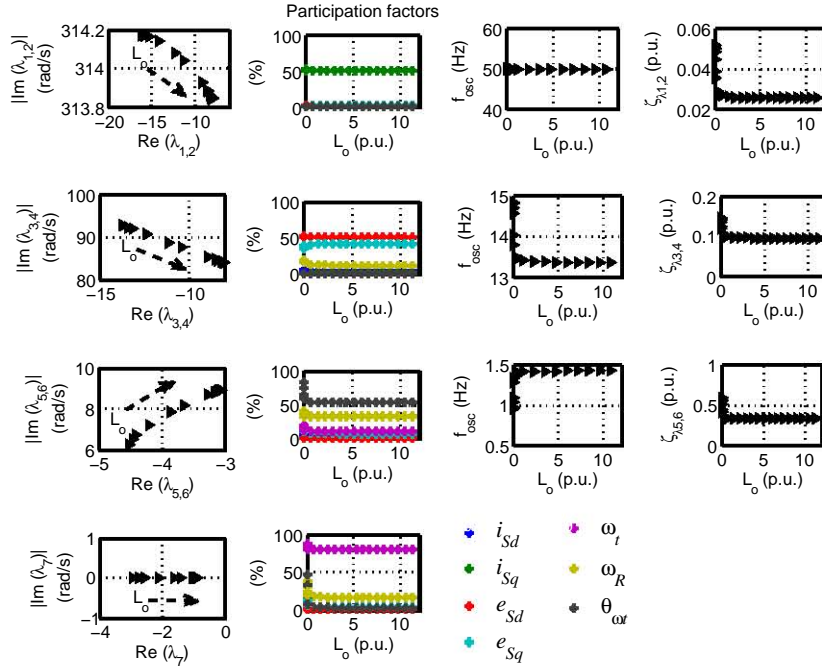 Participation factors
|Im (λ1,2)|
(rad/s)
314.2
314
313.8
Lo
−20 −15 −10
Re (λ1,2)
(%)
100
50
0
0 5 10
Lo (p.u.)
fosc (Hz)
100
50
0
0 5 10
Lo (p.u.)
ζλ1,2 (p.u.)
0.06
0.04
0.02
0 5 10
Lo (p.u.)
|Im (λ3,4)|
(rad/s)
100
90
80
Lo
−15 −10
Re (λ3,4)
(%)
100
50
0
0 5 10
Lo (p.u.)
fosc (Hz)
15
14
13
0 5 10
Lo (p.u.)
ζλ3,4 (p.u.)
0.2
0.1
0
0 5 10
Lo (p.u.)
|Im (λ5,6)|
(rad/s)
10
8
6
Lo
−5 −4 −3
Re (λ5,6)
(%)
100
50
0
0 5 10
Lo (p.u.)
fosc (Hz)
1.5
1
0.5
0 5 10
Lo (p.u.)
ζλ5,6 (p.u.)
1
0.5
0
0 5 10
Lo (p.u.)
|Im (λ7)|
(rad/s)
1
0
−1
Lo
−4 −2 0
Re (λ7)
(%)
100
50
0
0 5 10
Lo (p.u.)
iSd
iSq
eSd
eSq
ωt
ωR
θωt